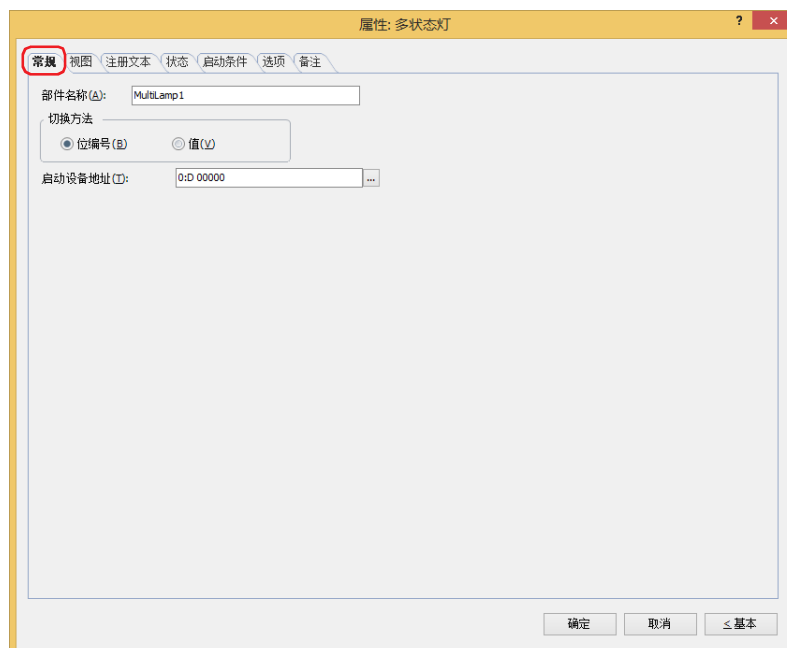 属性: 多状态灯 ? ×
常规 视图 注册文本 状态 启动条件 选项 备注
部件名称(A): MultiLamp1
切换方法
位编号(B) 值(V)
启动设备地址(T): 0:D 00000 ...
确定 取消 ≤基本